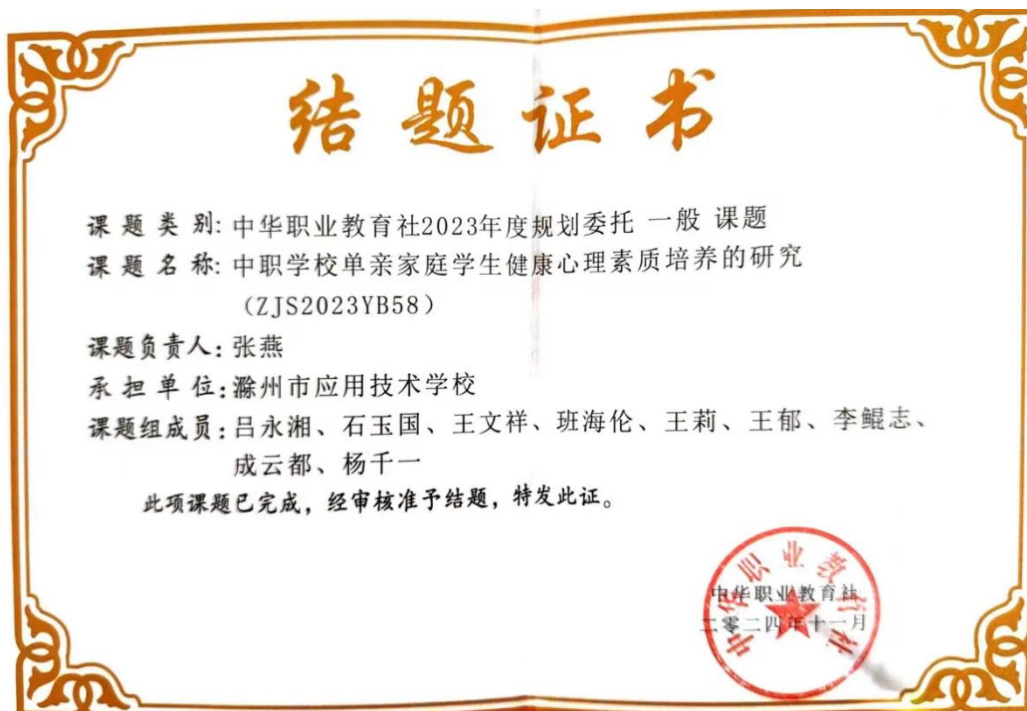 结题证书
课题类别:中华职业教育社2023年度规划委托 一般 课题
课题名称:中职学校单亲家庭学生健康心理素质培养的研究
(ZJS2023YB58)
课题负责人:张燕
承担单位:滁州市应用技术学校
课题组成员:吕永湘、石玉国、王文祥、班海伦、王莉、王郁、李鲲志、
成云都、杨千一
此项课题已完成,经审核准予结题,特发此证。
中华职业教育社
中华职业教育社
二零二四年十一月